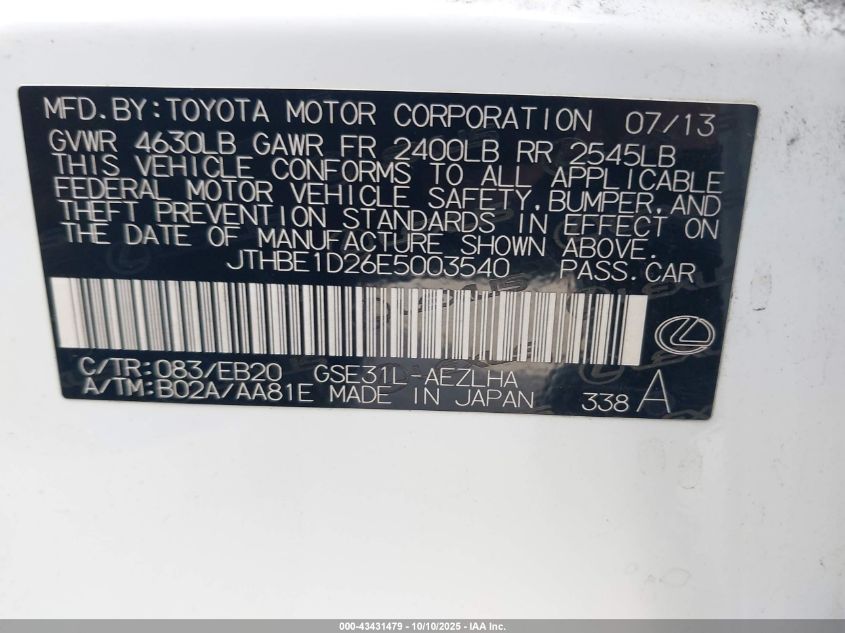 MFD.BY:TOYOTA MOTOR CORPORATION 07/13
GVWR 4630LB GAWR FR 2400LB RR 2545LB
THIS VEHICLE CONFORMS TO ALL APPLICABLE
FEDERAL MOTOR VEHICLE SAFETY,BUMPER,AND
THEFT PREVENTION STANDARDS IN EFFECT ON
THE DATE OF MANUFACTURE SHOWN ABOVE.
JTHBE1D26E5003540 PASS.CAR
C/TR:083/EB20 GSE31L-AEZLHA
A/TM:B02A/AA81E MADE IN JAPAN 338 A
000-43431479 | 10/10/2025 - IAA Inc.